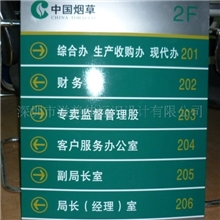 中国烟草
CHINA TOBACCO
2F
综合办 生产收购办 现代办 201
财务 202
专卖监督管理股 203
客户服务办公室 204
副局长室 205
局长（经理）室 206